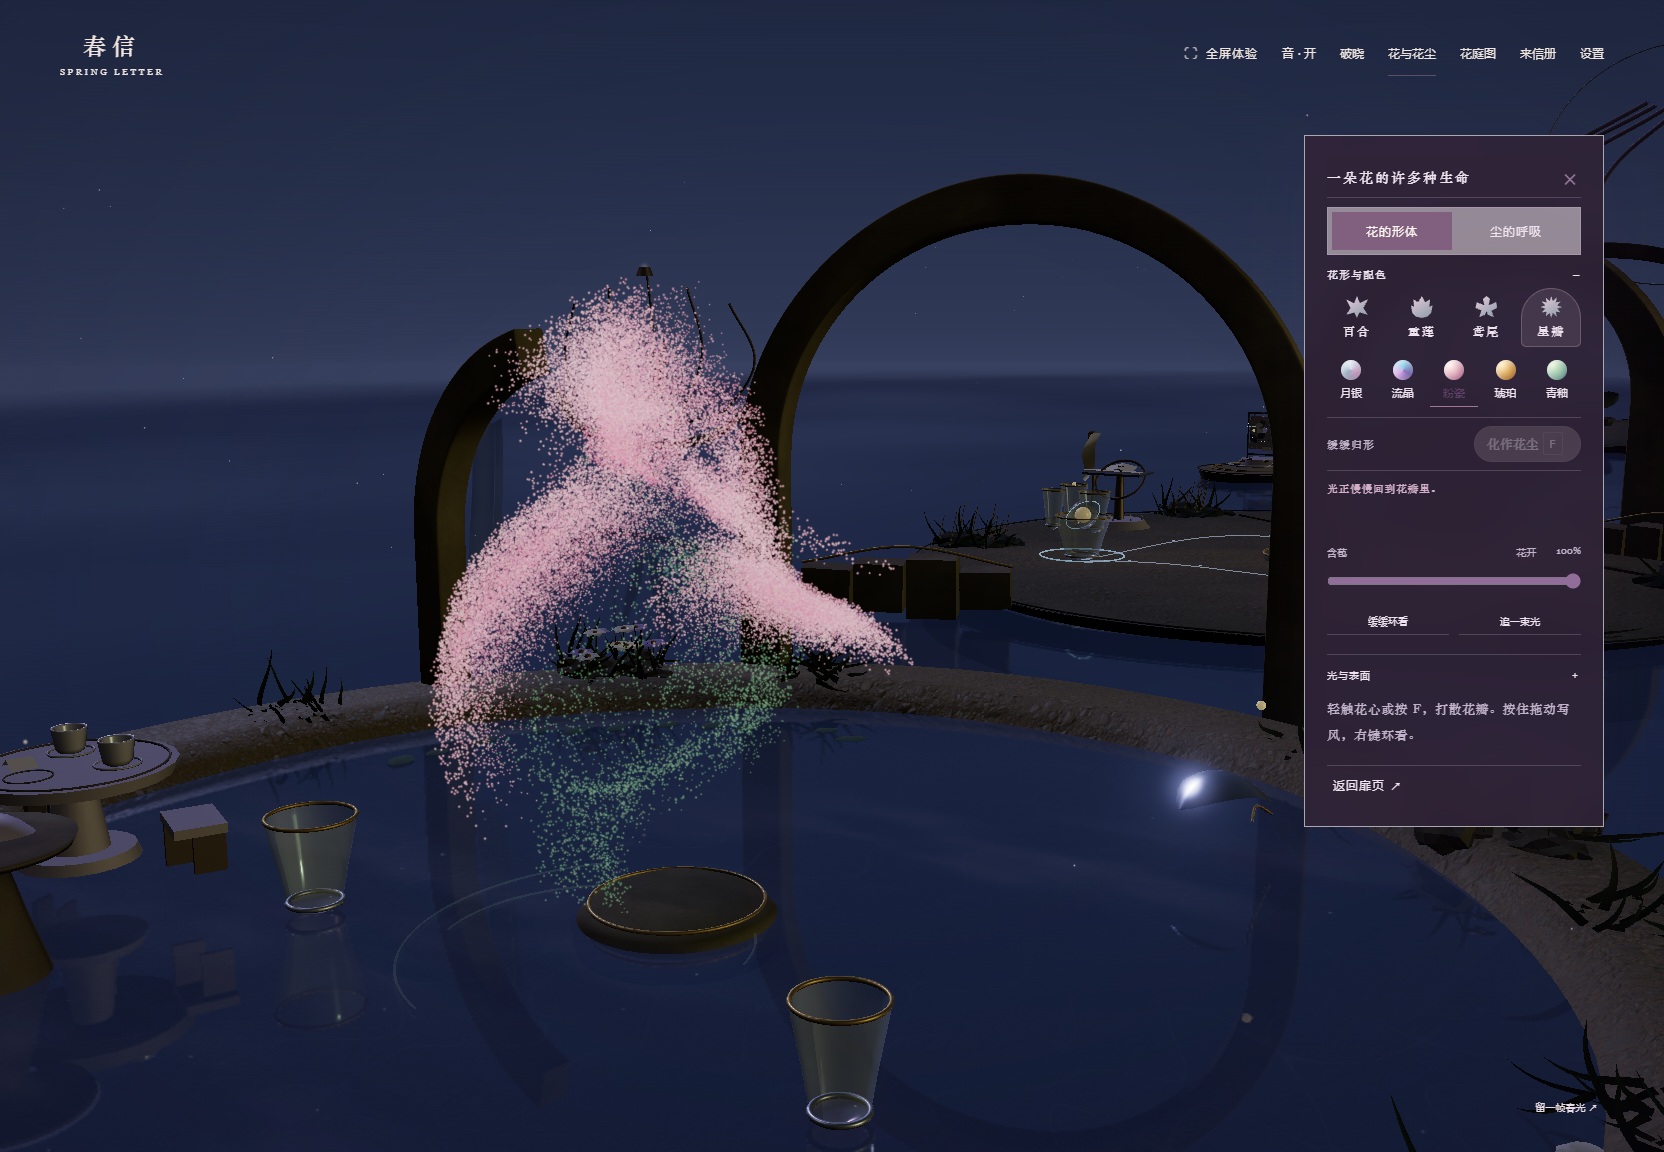 春信
SPRING LETTER
全屏体验 音·开 破晓 花与花尘 花庭图 来信册 设置
一朵花的许多种生命 ×
花的形体 尘的呼吸
花形与配色 −
百合 重莲 鸢尾 星瓣
月银 流晶 粉瓷 琥珀 青釉
缓缓归形 化作花尘 F
光正慢慢回到花瓣里。
含苞 花开 100%
缓缓环看 追一束光
光与表面 +
轻触花心或按 F，打散花瓣。按住拖动写
风，右键环看。
返回扉页 ↗
留一帧春光 ↗